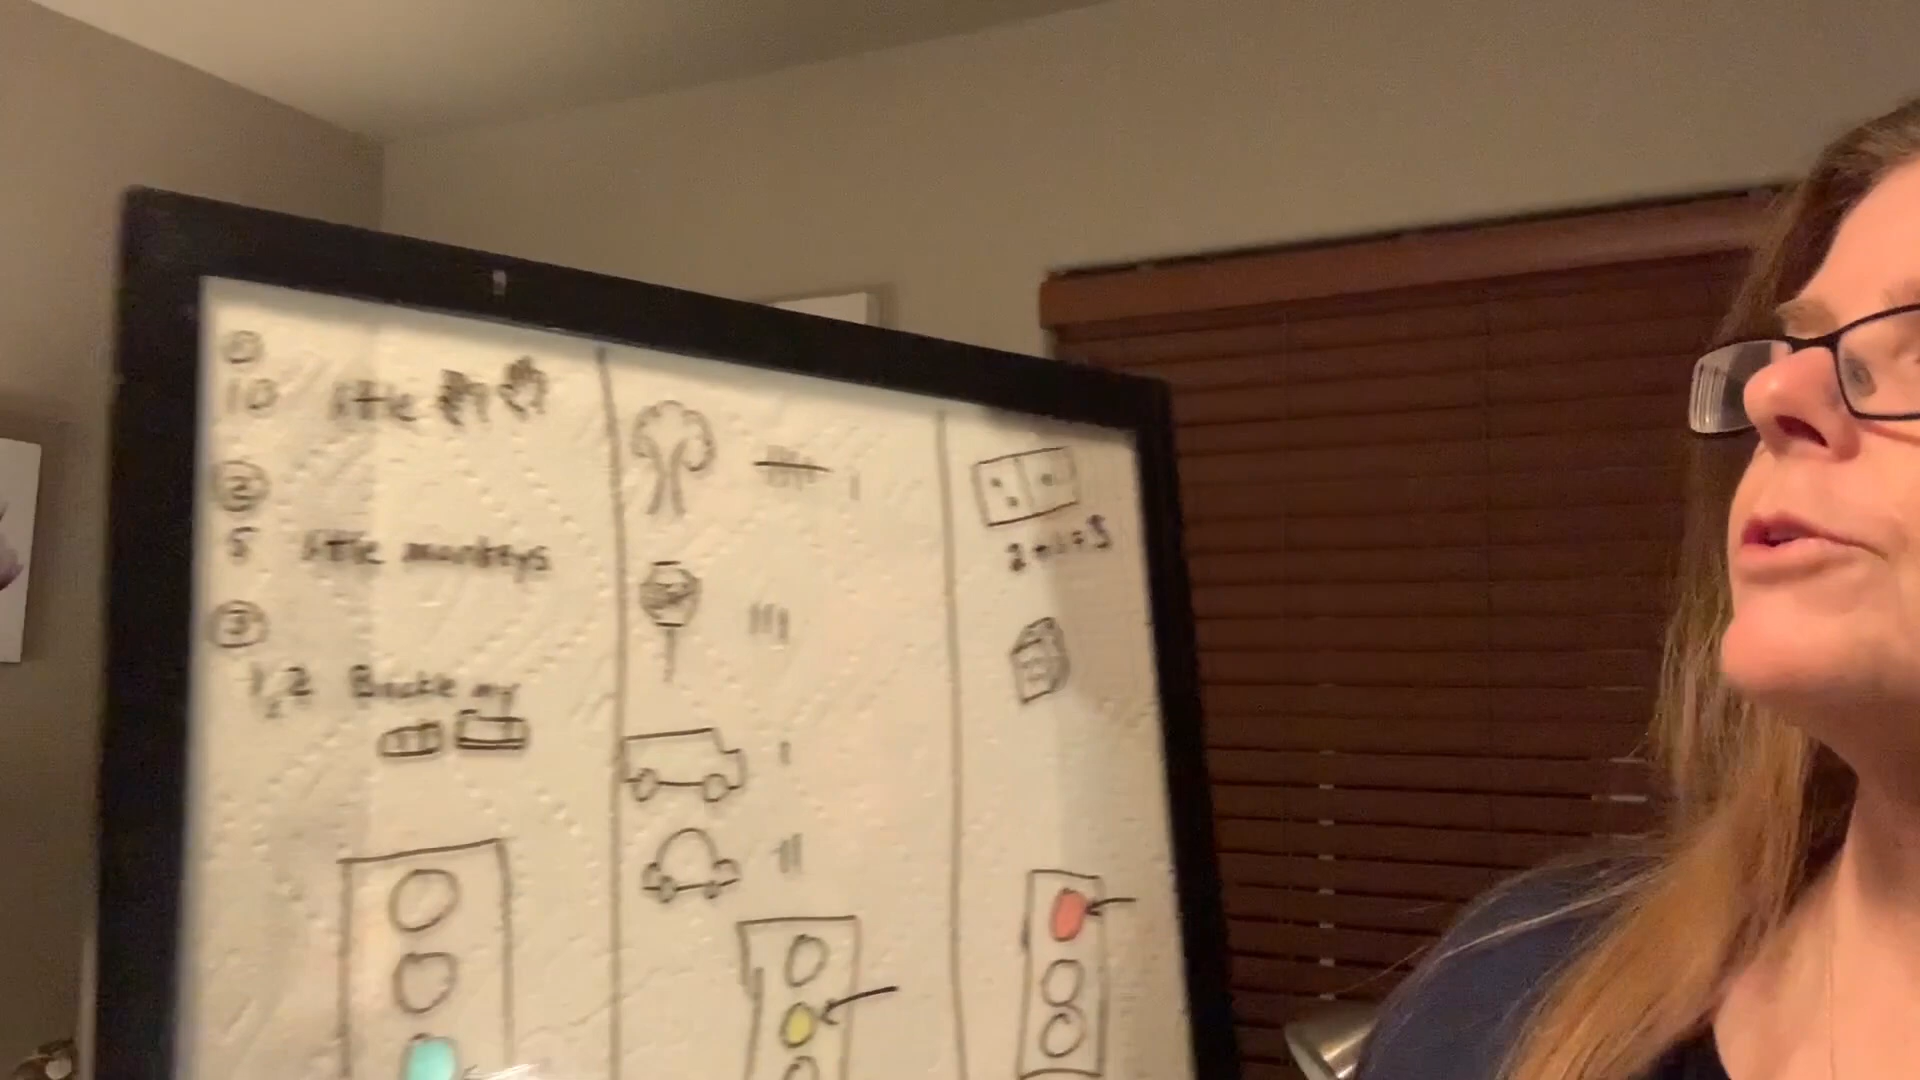 ①
10 little
②
5 little monkeys
③
1, 2 Buckle my
2 + 1 = 3